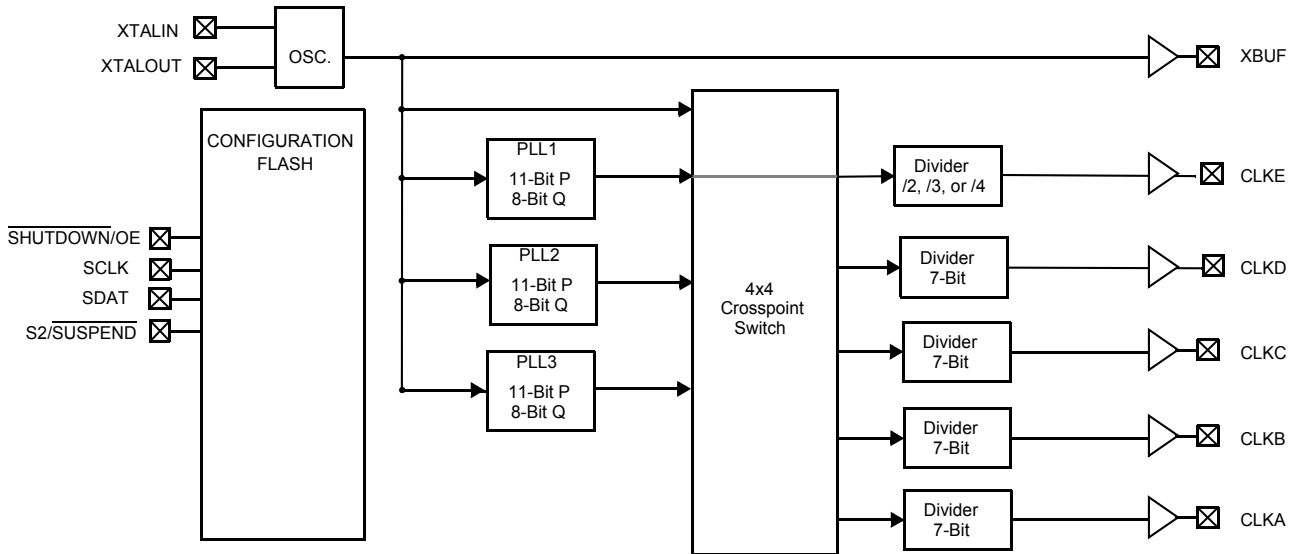 XTALIN
XTALOUT
OSC.
XBUF
CONFIGURATION
FLASH
SHUTDOWN/OE
SCLK
SDAT
S2/SUSPEND
PLL1
11-Bit P
8-Bit Q
PLL2
11-Bit P
8-Bit Q
PLL3
11-Bit P
8-Bit Q
4x4
Crosspoint
Switch
Divider
/2, /3, or /4
CLKE
Divider
7-Bit
CLKD
Divider
7-Bit
CLKC
Divider
7-Bit
CLKB
Divider
7-Bit
CLKA